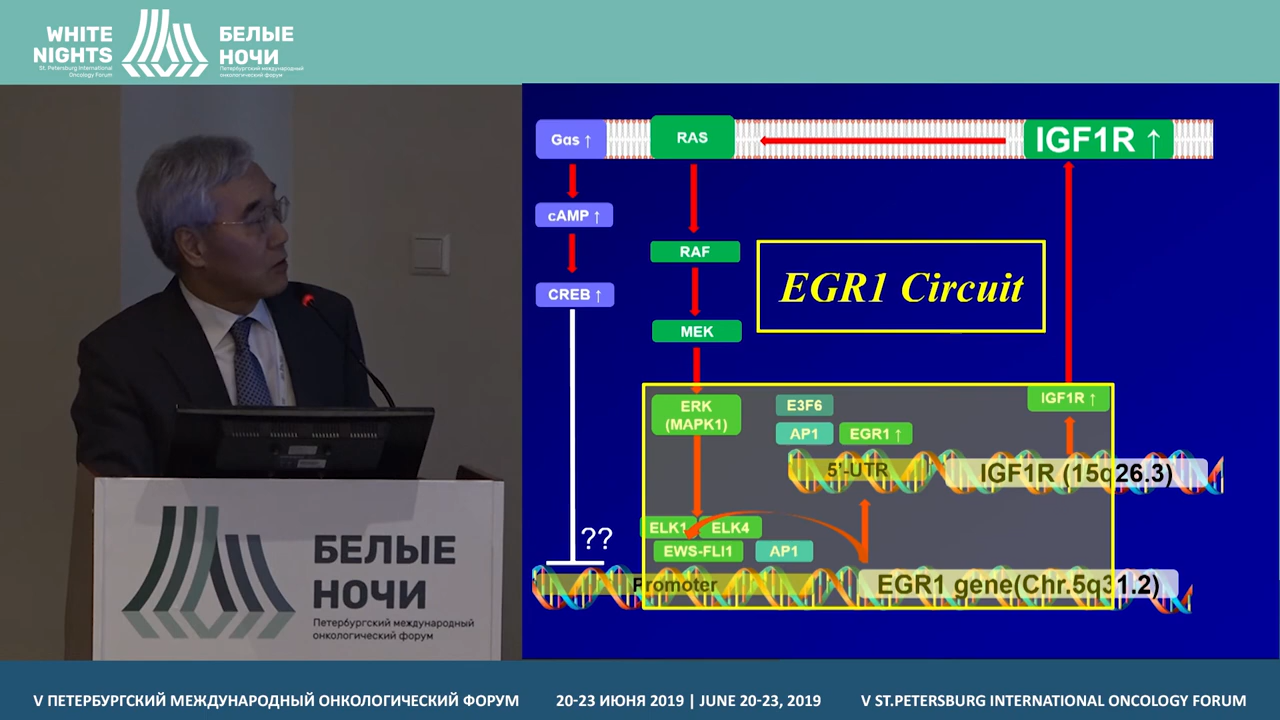 WHITE
NIGHTS
St. Petersburg International
Oncology Forum
БЕЛЫЕ
НОЧИ
Петербургский международный
онкологический форум
Gαs ↑
RAS
IGF1R ↑
cAMP ↑
RAF
EGR1 Circuit
CREB ↑
MEK
ERK
(MAPK1)
E3F6
IGF1R ↑
AP1
EGR1 ↑
5'-UTR
IGF1R (15q26.3)
ELK1
ELK4
??
EWS-FLI1
AP1
Promoter
EGR1 gene(Chr.5q31.2)
БЕЛЫЕ
НОЧИ
Петербургский международный
онкологический форум
V ПЕТЕРБУРГСКИЙ МЕЖДУНАРОДНЫЙ ОНКОЛОГИЧЕСКИЙ ФОРУМ
20-23 ИЮНЯ 2019 | JUNE 20-23, 2019
V ST.PETERSBURG INTERNATIONAL ONCOLOGY FORUM